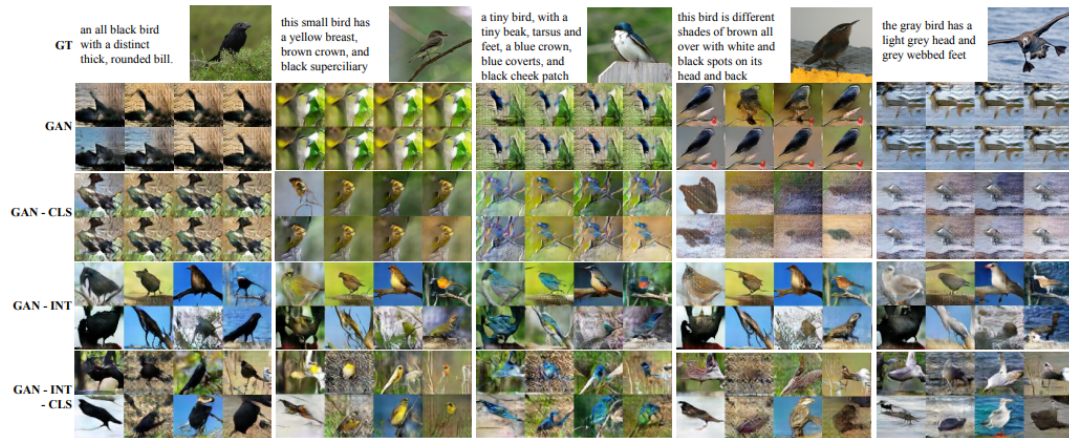 GT
an all black bird
with a distinct
thick, rounded bill.
this small bird has
a yellow breast,
brown crown, and
black superciliary
a tiny bird, with a
tiny beak, tarsus and
feet, a blue crown,
blue coverts, and
black cheek patch
this bird is different
shades of brown all
over with white and
black spots on its
head and back
the gray bird has a
light grey head and
grey webbed feet
GAN
GAN - CLS
GAN - INT
GAN - INT
- CLS